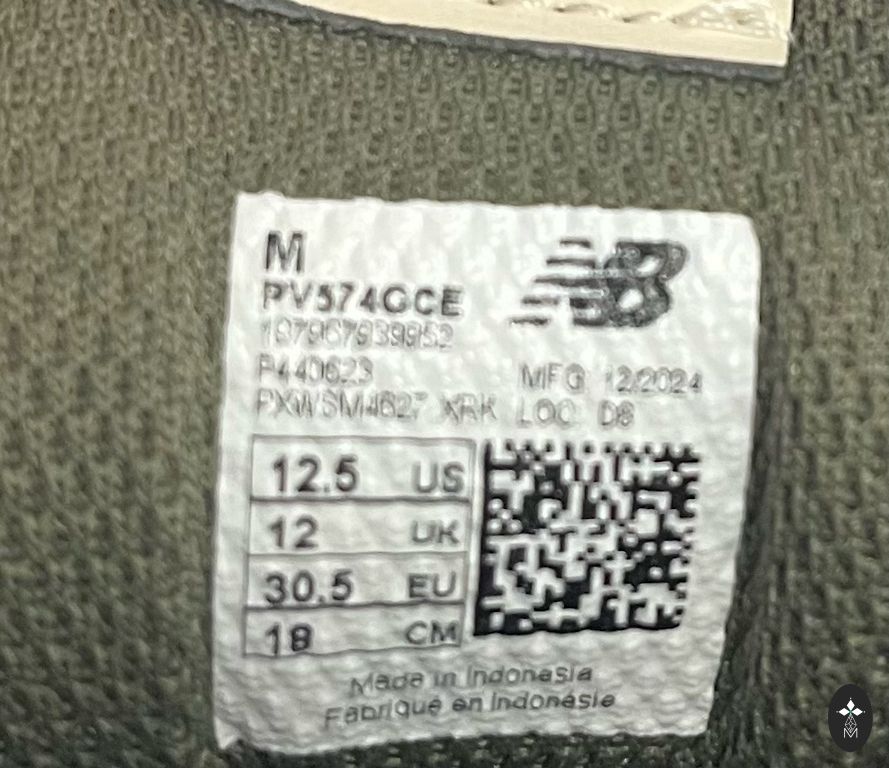 M
PV574GCE
NB
197967939952
P440623
MFG 12/2024
PXWSM4627 XRK LOC D8
12.5 US
12 UK
30.5 EU
18 CM
Made in Indonesia
Fabriqué en Indonésie
M